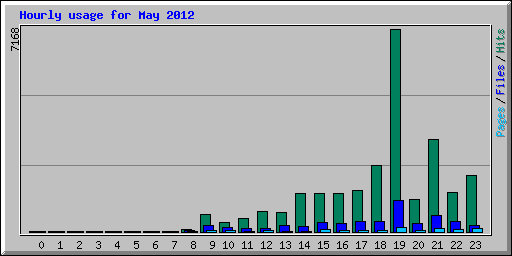 Hourly usage for May 2012
7168
Pages/Files/Hits
0 1 2 3 4 5 6 7 8 9 10 11 12 13 14 15 16 17 18 19 20 21 22 23